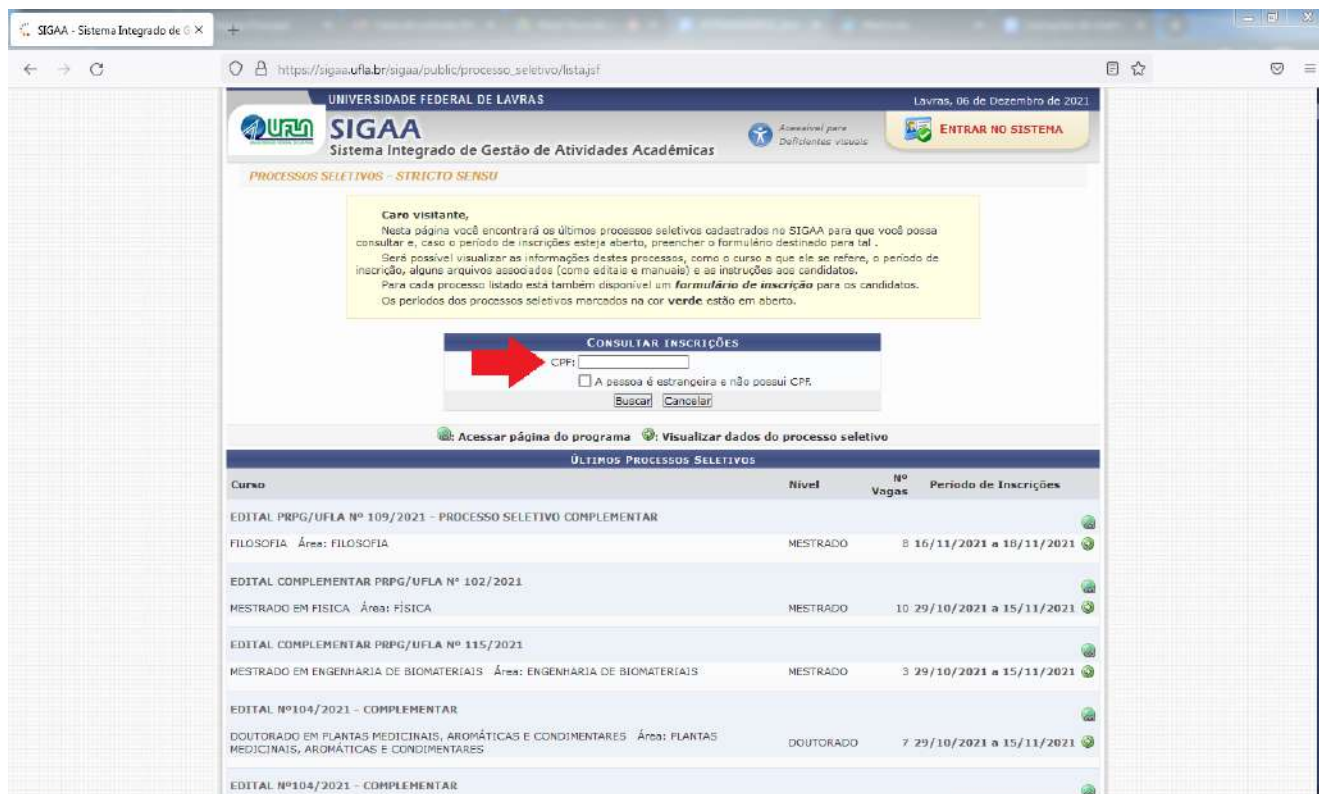 SIGAA - Sistema Integrado de G
https://sigaa.ufla.br/sigaa/public/processo_seletivo/lista.jsf
UNIVERSIDADE FEDERAL DE LAVRAS
Lavras, 06 de Dezembro de 2021
UFLA
SIGAA
Sistema Integrado de Gestão de Atividades Acadêmicas
Acessível para
Deficientes visuais
ENTRAR NO SISTEMA
PROCESSOS SELETIVOS - STRICTO SENSU
Caro visitante,
Nesta página você encontrará os últimos processos seletivos cadastrados no SIGAA para que você possa
consultar e, caso o período de inscrições esteja aberto, preencher o formulário destinado para tal .
Será possível visualizar as informações destes processos, como o curso a que ele se refere, o período de
inscrição, alguns arquivos associados (como editais e manuais) e as instruções aos candidatos.
Para cada processo listado está também disponível um formulário de inscrição para os candidatos.
Os períodos dos processos seletivos marcados na cor verde estão em aberto.
CONSULTAR INSCRIÇÕES
CPF:
A pessoa é estrangeira e não possui CPF.
Buscar Cancelar
: Acessar página do programa : Visualizar dados do processo seletivo
ÚLTIMOS PROCESSOS SELETIVOS
Curso Nível Nº Vagas Período de Inscrições
EDITAL PRPG/UFLA Nº 109/2021 - PROCESSO SELETIVO COMPLEMENTAR
FILOSOFIA Área: FILOSOFIA MESTRADO 8 16/11/2021 a 18/11/2021
EDITAL COMPLEMENTAR PRPG/UFLA N° 102/2021
MESTRADO EM FISICA Área: FÍSICA MESTRADO 10 29/10/2021 a 15/11/2021
EDITAL COMPLEMENTAR PRPG/UFLA Nº 115/2021
MESTRADO EM ENGENHARIA DE BIOMATERIAIS Área: ENGENHARIA DE BIOMATERIAIS MESTRADO 3 29/10/2021 a 15/11/2021
EDITAL Nº104/2021 - COMPLEMENTAR
DOUTORADO EM PLANTAS MEDICINAIS, AROMÁTICAS E CONDIMENTARES Área: PLANTAS
MEDICINAIS, AROMÁTICAS E CONDIMENTARES DOUTORADO 7 29/10/2021 a 15/11/2021
EDITAL Nº104/2021 - COMPLEMENTAR